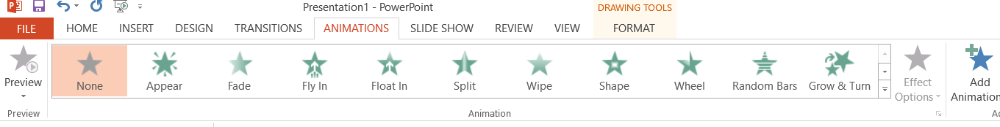 Presentation1 - PowerPoint
DRAWING TOOLS
FILE HOME INSERT DESIGN TRANSITIONS ANIMATIONS SLIDE SHOW REVIEW VIEW FORMAT
Preview
None Appear Fade Fly In Float In Split Wipe Shape Wheel Random Bars Grow & Turn
Effect
Options
Add
Animation
Preview
Animation